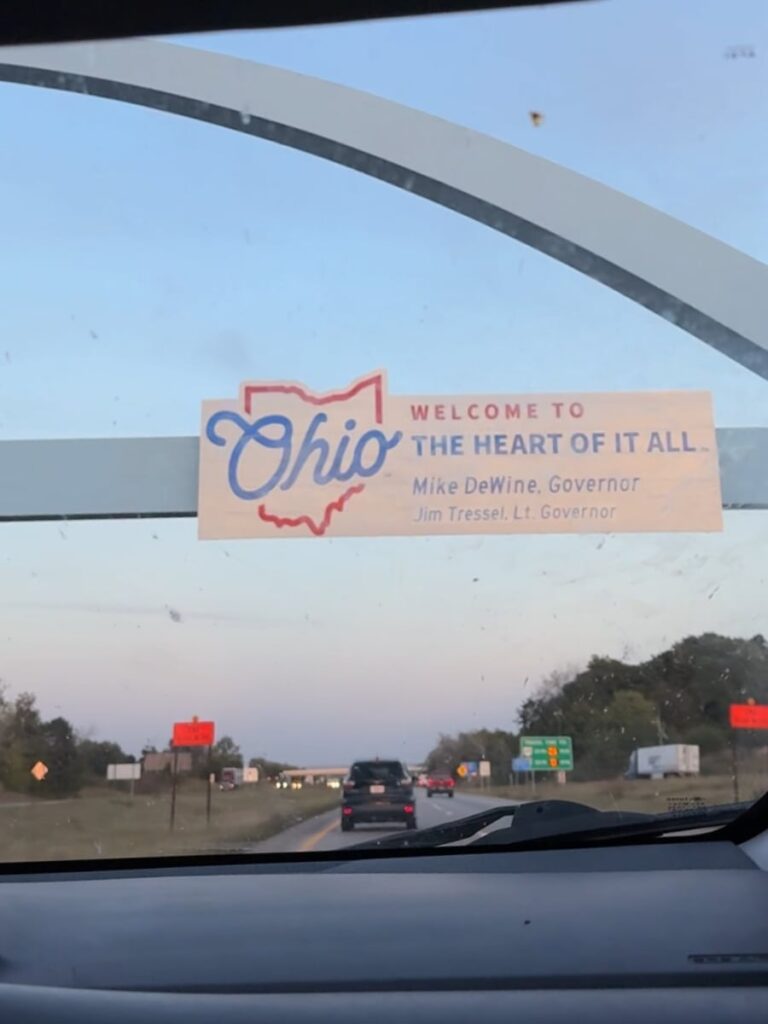 Ohio
WELCOME TO
THE HEART OF IT ALL
Mike DeWine, Governor
Jim Tressel, Lt. Governor